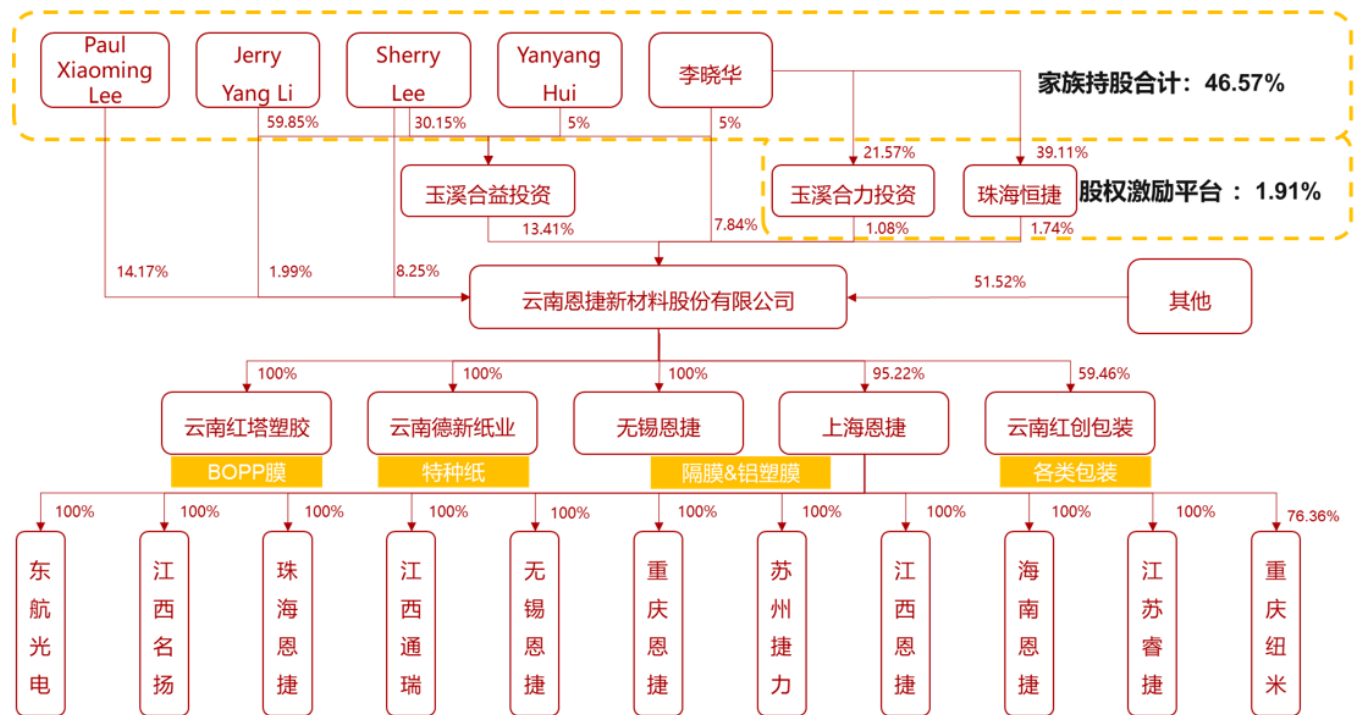 Paul
Xiaoming
Lee
Jerry
Yang Li
Sherry
Lee
Yanyang
Hui
李晓华
家族持股合计：46.57%
59.85%
30.15%
5%
5%
21.57%
39.11%
玉溪合益投资
玉溪合力投资
珠海恒捷
股权激励平台 ：1.91%
13.41%
7.84%
1.08%
1.74%
14.17%
1.99%
8.25%
云南恩捷新材料股份有限公司
51.52%
其他
100%
100%
100%
95.22%
59.46%
云南红塔塑胶
云南德新纸业
无锡恩捷
上海恩捷
云南红创包装
BOPP膜
特种纸
隔膜&铝塑膜
各类包装
100%
100%
100%
100%
100%
100%
100%
100%
100%
100%
76.36%
东航光电
江西名扬
珠海恩捷
江西通瑞
无锡恩捷
重庆恩捷
苏州捷力
江西恩捷
海南恩捷
江苏睿捷
重庆纽米